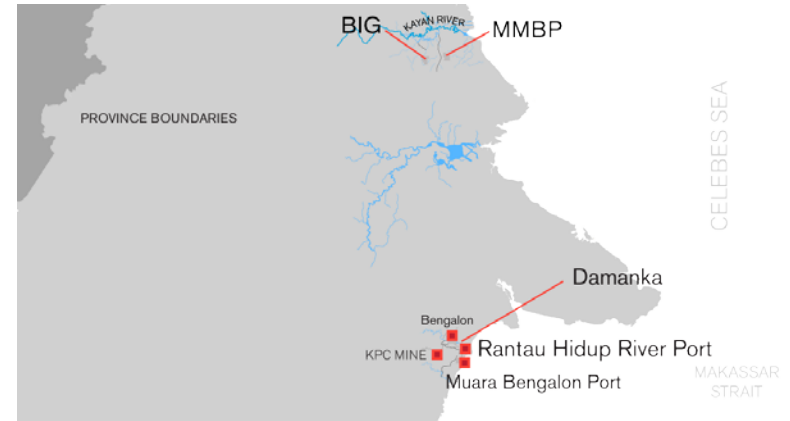 BIG
KAYAN RIVER
MMBP
PROVINCE BOUNDARIES
CELEBES SEA
Damanka
Bengalon
Rantau Hidup River Port
KPC MINE
Muara Bengalon Port
MAKASSAR
STRAIT